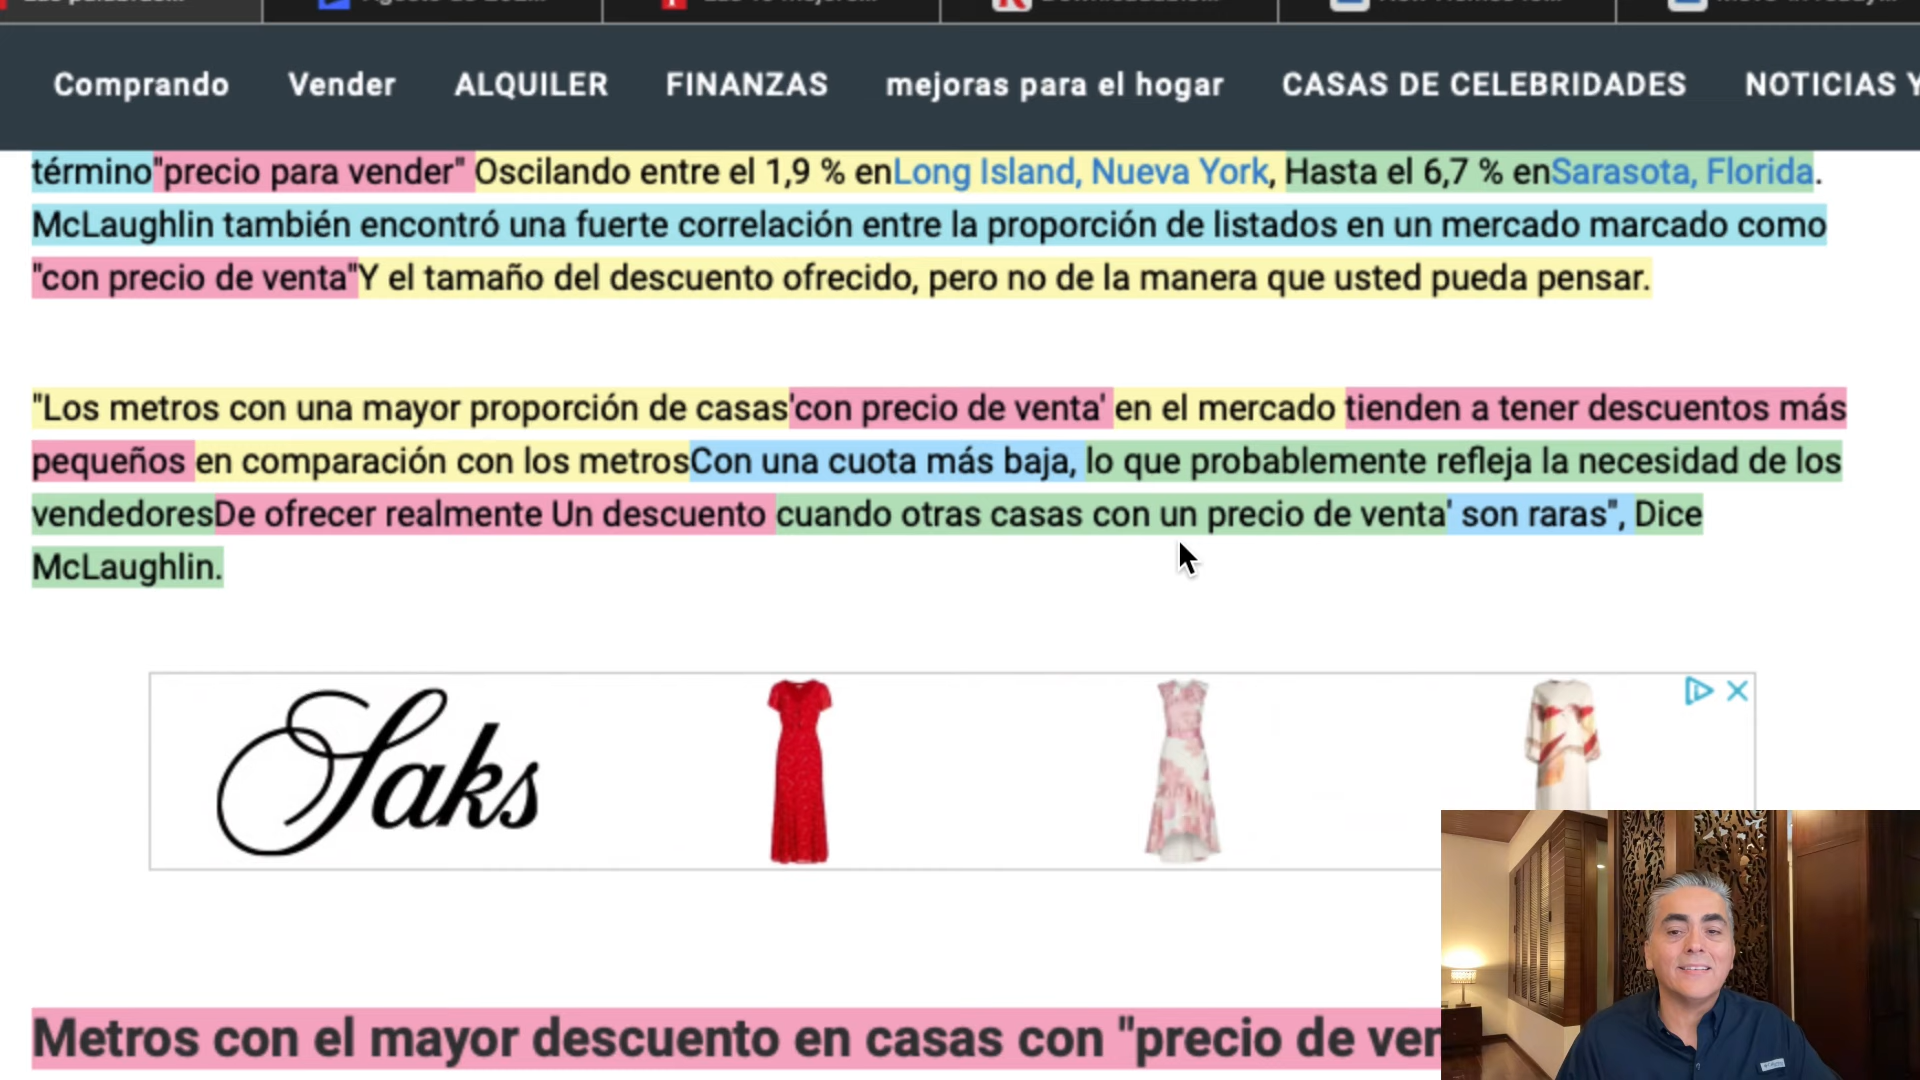 Comprando Vender ALQUILER FINANZAS mejoras para el hogar CASAS DE CELEBRIDADES NOTICIAS Y
término"precio para vender" Oscilando entre el 1,9 % enLong Island, Nueva York, Hasta el 6,7 % enSarasota, Florida.
McLaughlin también encontró una fuerte correlación entre la proporción de listados en un mercado marcado como
"con precio de venta"Y el tamaño del descuento ofrecido, pero no de la manera que usted pueda pensar.
"Los metros con una mayor proporción de casas'con precio de venta' en el mercado tienden a tener descuentos más
pequeños en comparación con los metrosCon una cuota más baja, lo que probablemente refleja la necesidad de los
vendedoresDe ofrecer realmente Un descuento cuando otras casas con un precio de venta' son raras", Dice
McLaughlin.
Saks
Metros con el mayor descuento en casas con "precio de ven